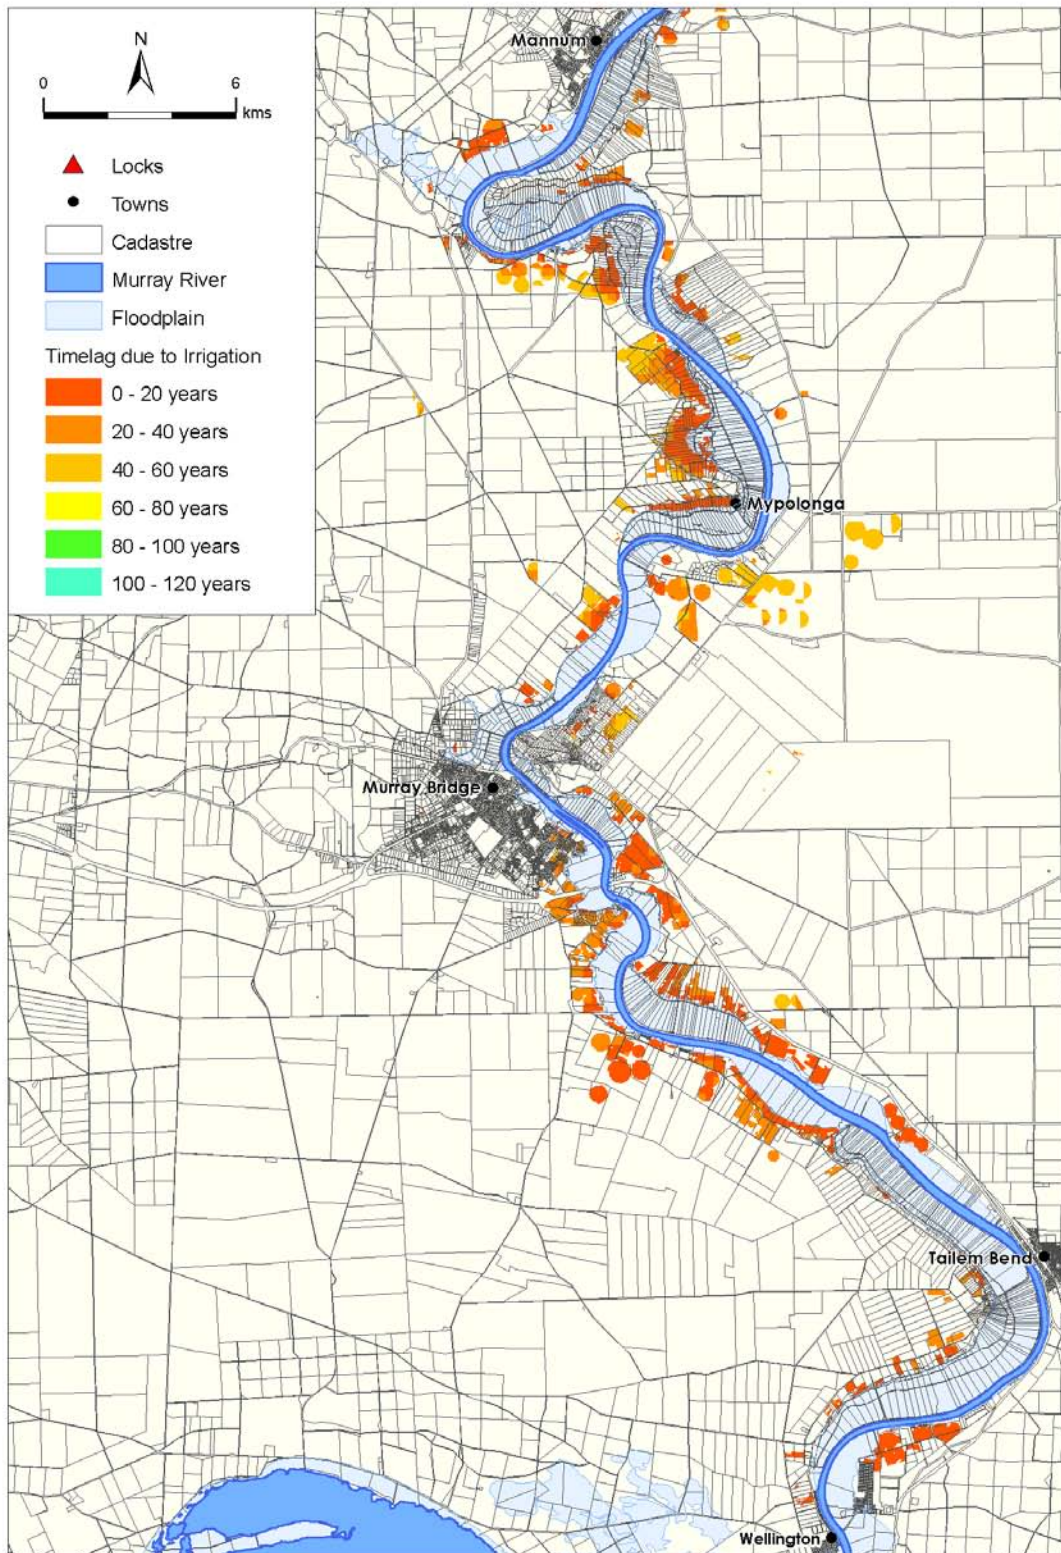 Mannum
N
0 6
kms
Locks
Towns
Cadastre
Murray River
Floodplain
Timelag due to Irrigation
0 - 20 years
20 - 40 years
40 - 60 years
60 - 80 years
80 - 100 years
100 - 120 years
Mypolonga
Murray Bridge
Tailem Bend
Wellington